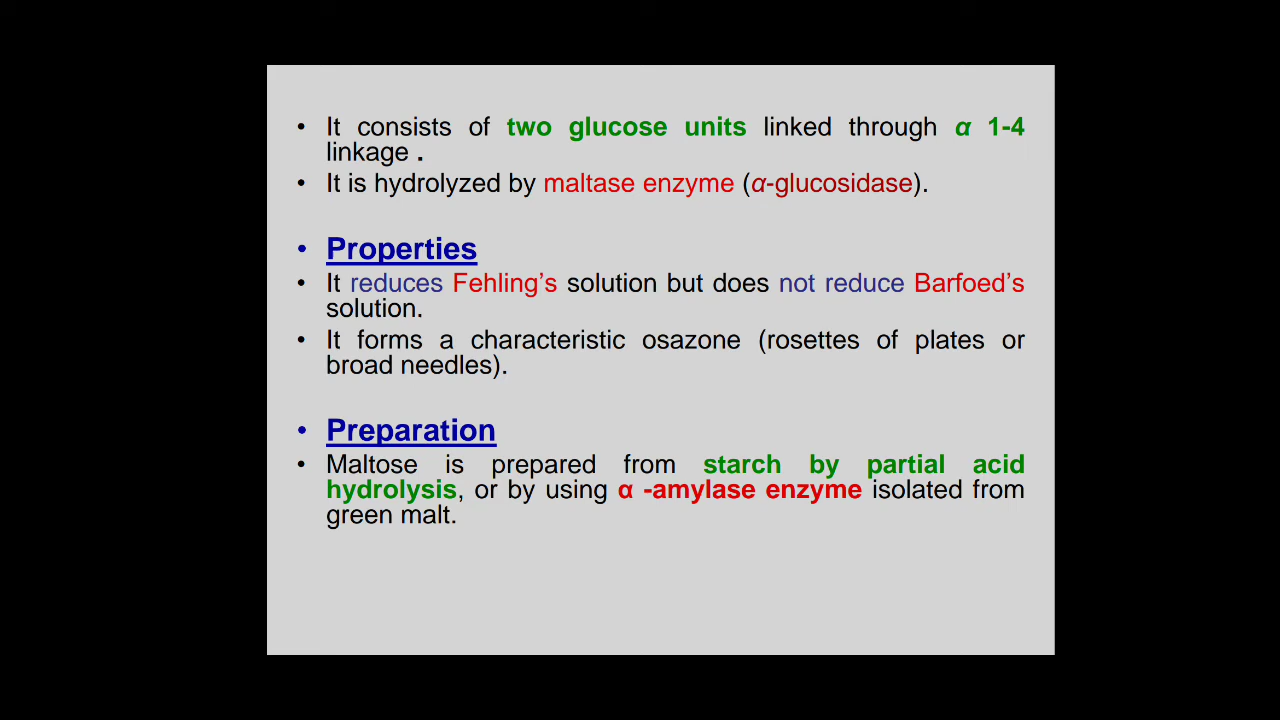 • It consists of two glucose units linked through α 1-4
linkage .
• It is hydrolyzed by maltase enzyme (α-glucosidase).
• Properties
• It reduces Fehling’s solution but does not reduce Barfoed’s
solution.
• It forms a characteristic osazone (rosettes of plates or
broad needles).
• Preparation
• Maltose is prepared from starch by partial acid
hydrolysis, or by using α -amylase enzyme isolated from
green malt.